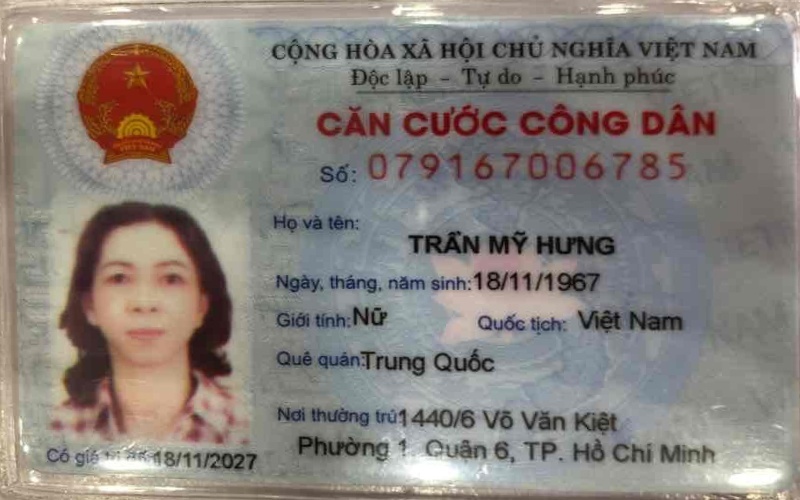 CỘNG HÒA XÃ HỘI CHỦ NGHĨA VIỆT NAM
Độc lập - Tự do - Hạnh phúc
CĂN CƯỚC CÔNG DÂN
Số: 079167006785
Họ và tên:
TRẦN MỸ HƯNG
Ngày, tháng, năm sinh: 18/11/1967
Giới tính: Nữ Quốc tịch: Việt Nam
Quê quán: Trung Quốc
Nơi thường trú: 1440/6 Võ Văn Kiệt
Phường 1, Quận 6, TP. Hồ Chí Minh
Có giá trị đến 18/11/2027